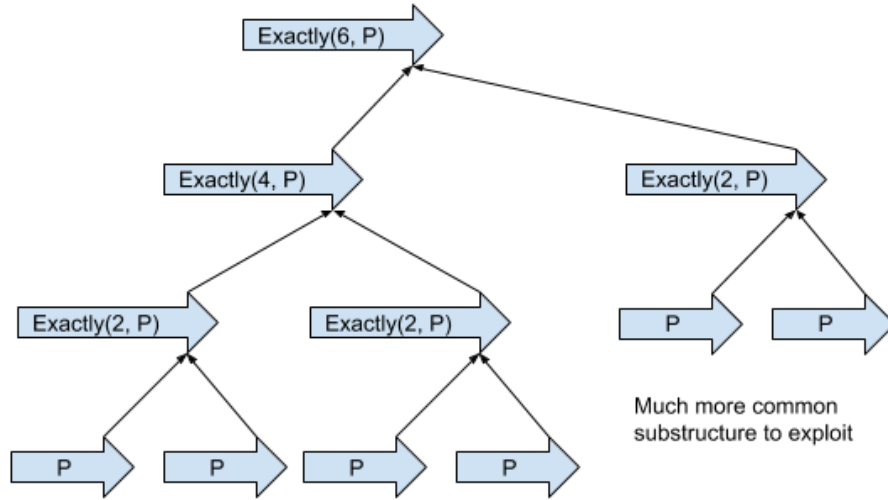 Exactly(6, P)
Exactly(4, P)
Exactly(2, P)
Exactly(2, P)
Exactly(2, P)
P
P
Much more common
substructure to exploit
P
P
P
P